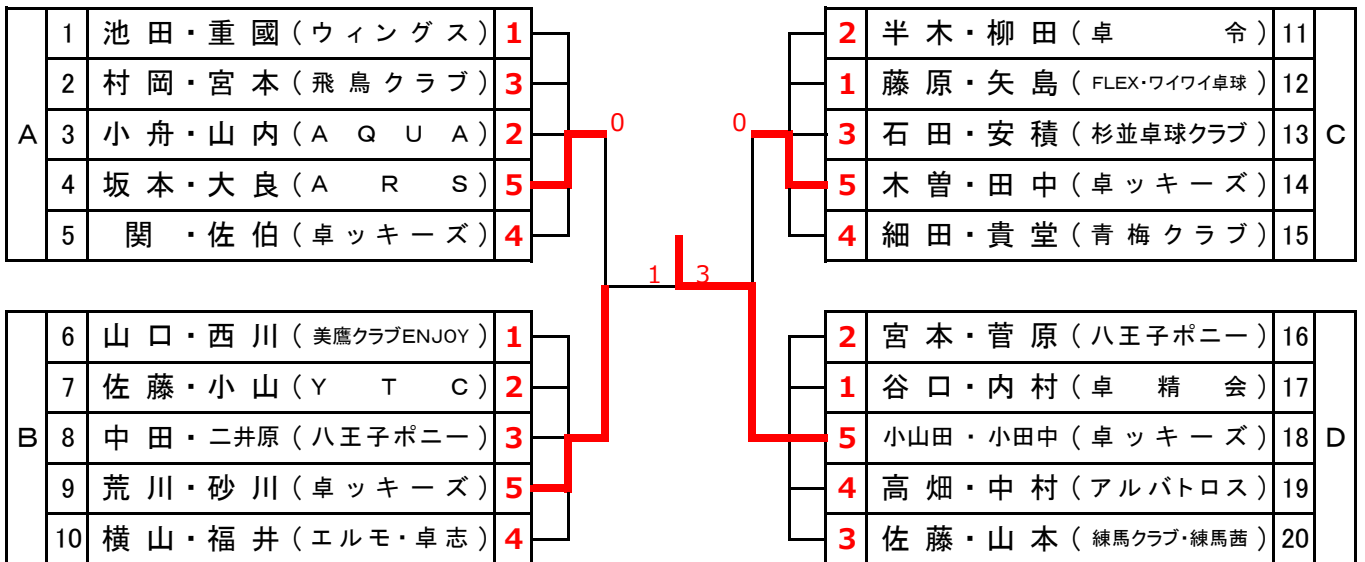 A
1 池田・重國(ウィングス) 1
2 村岡・宮本(飛鳥クラブ) 3
3 小舟・山内(AQUA) 2
4 坂本・大良(ARS) 5
5 関・佐伯(卓ッキーズ) 4
B
6 山口・西川(美鷹クラブENJOY) 1
7 佐藤・小山(YTC) 2
8 中田・二井原(八王子ポニー) 3
9 荒川・砂川(卓ッキーズ) 5
10 横山・福井(エルモ・卓志) 4
0 0
1 3
2 半木・柳田(卓令) 11
1 藤原・矢島(FLEX・ワイワイ卓球) 12
3 石田・安積(杉並卓球クラブ) 13
5 木曽・田中(卓ッキーズ) 14
4 細田・貴堂(青梅クラブ) 15
C
2 宮本・菅原(八王子ポニー) 16
1 谷口・内村(卓精会) 17
5 小山田・小田中(卓ッキーズ) 18
4 高畑・中村(アルバトロス) 19
3 佐藤・山本(練馬クラブ・練馬茜) 20
D